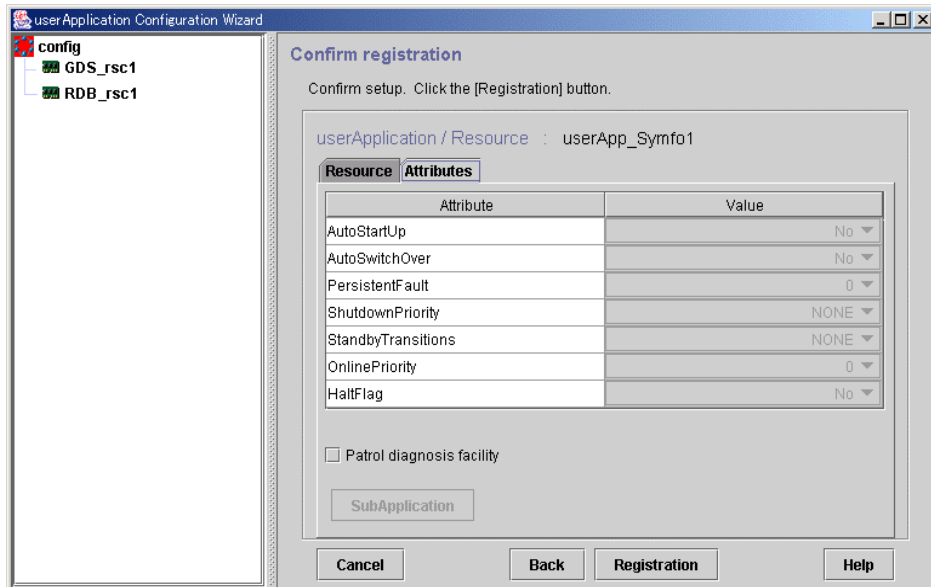 userApplication Configuration Wizard
config
GDS_rsc1
RDB_rsc1
Confirm registration
Confirm setup. Click the [Registration] button.
userApplication / Resource : userApp_Symfo1
Resource Attributes
Attribute Value
AutoStartUp No
AutoSwitchOver No
PersistentFault 0
ShutdownPriority NONE
StandbyTransitions NONE
OnlinePriority 0
HaltFlag No
Patrol diagnosis facility
SubApplication
Cancel Back Registration Help